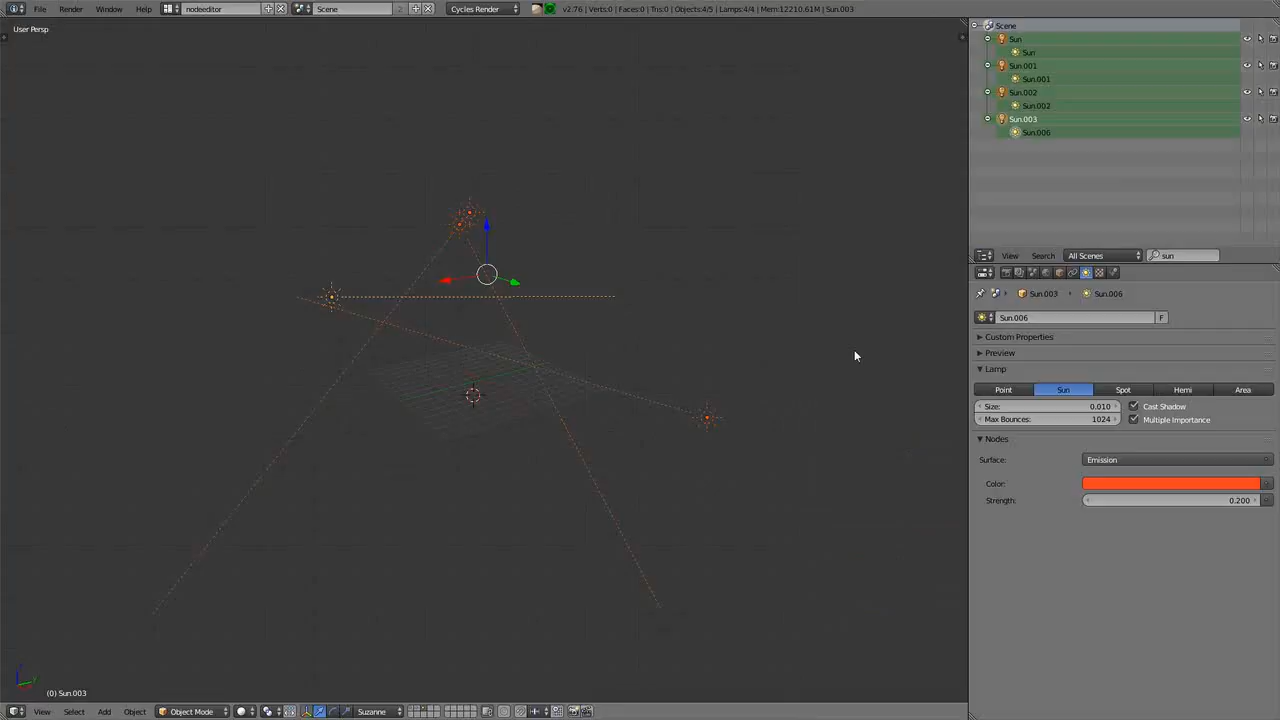 File Render Window Help nodeeditor Scene 2 Cycles Render v2.76 | Verts:0 | Faces:0 | Tris:0 | Objects:4/5 | Lamps:4/4 | Mem:12210.61M | Sun.003
User Persp
Scene
Sun
Sun
Sun.001
Sun.001
Sun.002
Sun.002
Sun.003
Sun.006
View Search All Scenes sun
Sun.003 Sun.006
Sun.006 F
Custom Properties
Preview
Lamp
Point Sun Spot Hemi Area
Size: 0.010 Cast Shadow
Max Bounces: 1024 Multiple Importance
Nodes
Surface: Emission
Color:
Strength: 0.200
(0) Sun.003
View Select Add Object Object Mode Suzanne